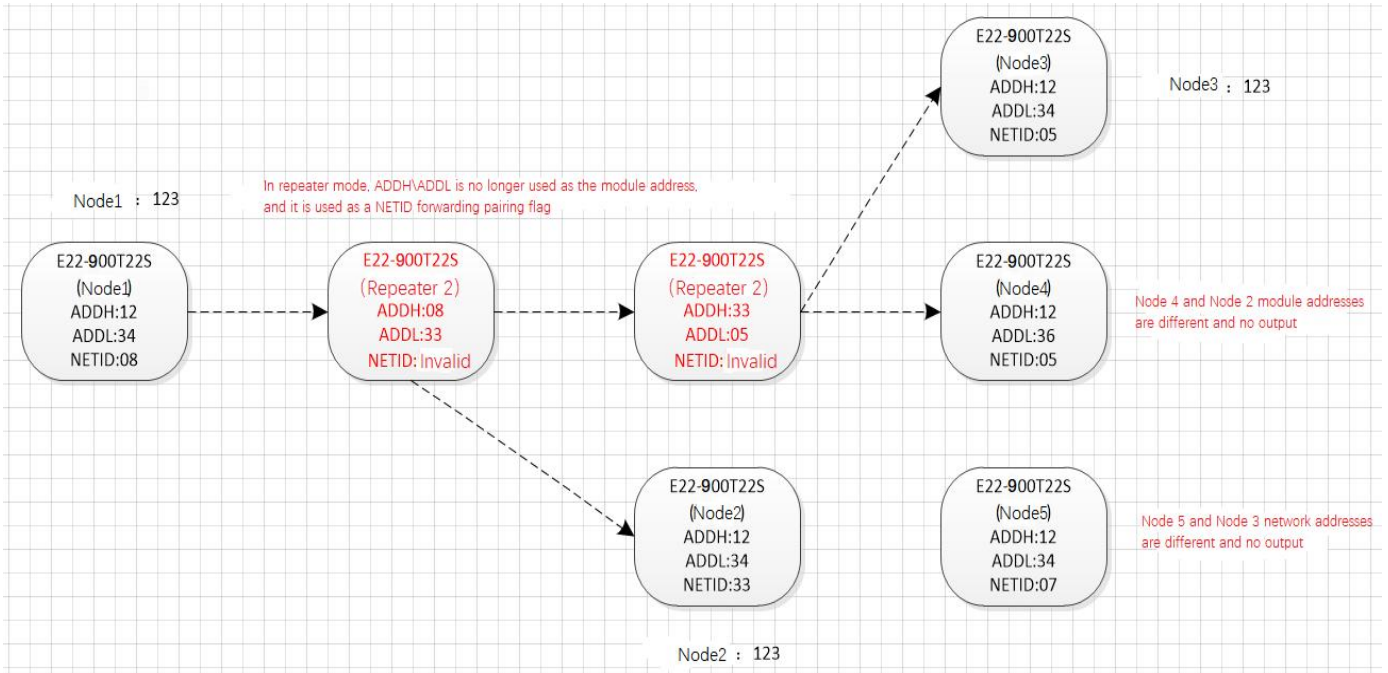 E22-900T22S
(Node3)
ADDH:12
ADDL:34
NETID:05
Node3 : 123
Node1 : 123
In repeater mode, ADDH\ADDL is no longer used as the module address,
and it is used as a NETID forwarding pairing flag
E22-900T22S
(Node1)
ADDH:12
ADDL:34
NETID:08
E22-900T22S
(Repeater 2)
ADDH:08
ADDL:33
NETID: Invalid
E22-900T22S
(Repeater 2)
ADDH:33
ADDL:05
NETID: Invalid
E22-900T22S
(Node4)
ADDH:12
ADDL:36
NETID:05
Node 4 and Node 2 module addresses
are different and no output
E22-900T22S
(Node2)
ADDH:12
ADDL:34
NETID:33
E22-900T22S
(Node5)
ADDH:12
ADDL:34
NETID:07
Node 5 and Node 3 network addresses
are different and no output
Node2 : 123